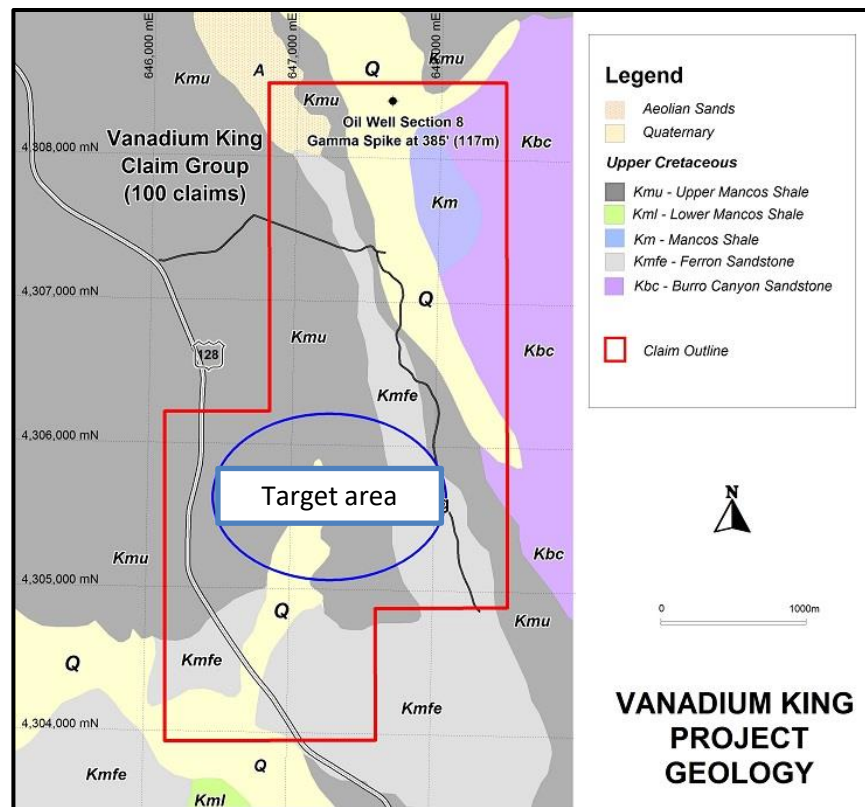 646,000 mE
647,000 mE
Kmu
A
Q
Kmu
Kmu
Oil Well Section 8
Gamma Spike at 385' (117m)
Vanadium King
Claim Group
(100 claims)
4,308,000 mN
Kbc
Km
4,307,000 mN
Q
Kmu
128
Kbc
Kmfe
4,306,000 mN
Target area
g
Kmu
Kbc
4,305,000 mN
Q
Kmu
Q
Kmfe
4,304,000 mN
Kmfe
Q
Kmfe
Kml
Legend
Aeolian Sands
Quaternary
Upper Cretaceous
Kmu - Upper Mancos Shale
Kml - Lower Mancos Shale
Km - Mancos Shale
Kmfe - Ferron Sandstone
Kbc - Burro Canyon Sandstone
Claim Outline
N
0 1000m
VANADIUM KING
PROJECT
GEOLOGY